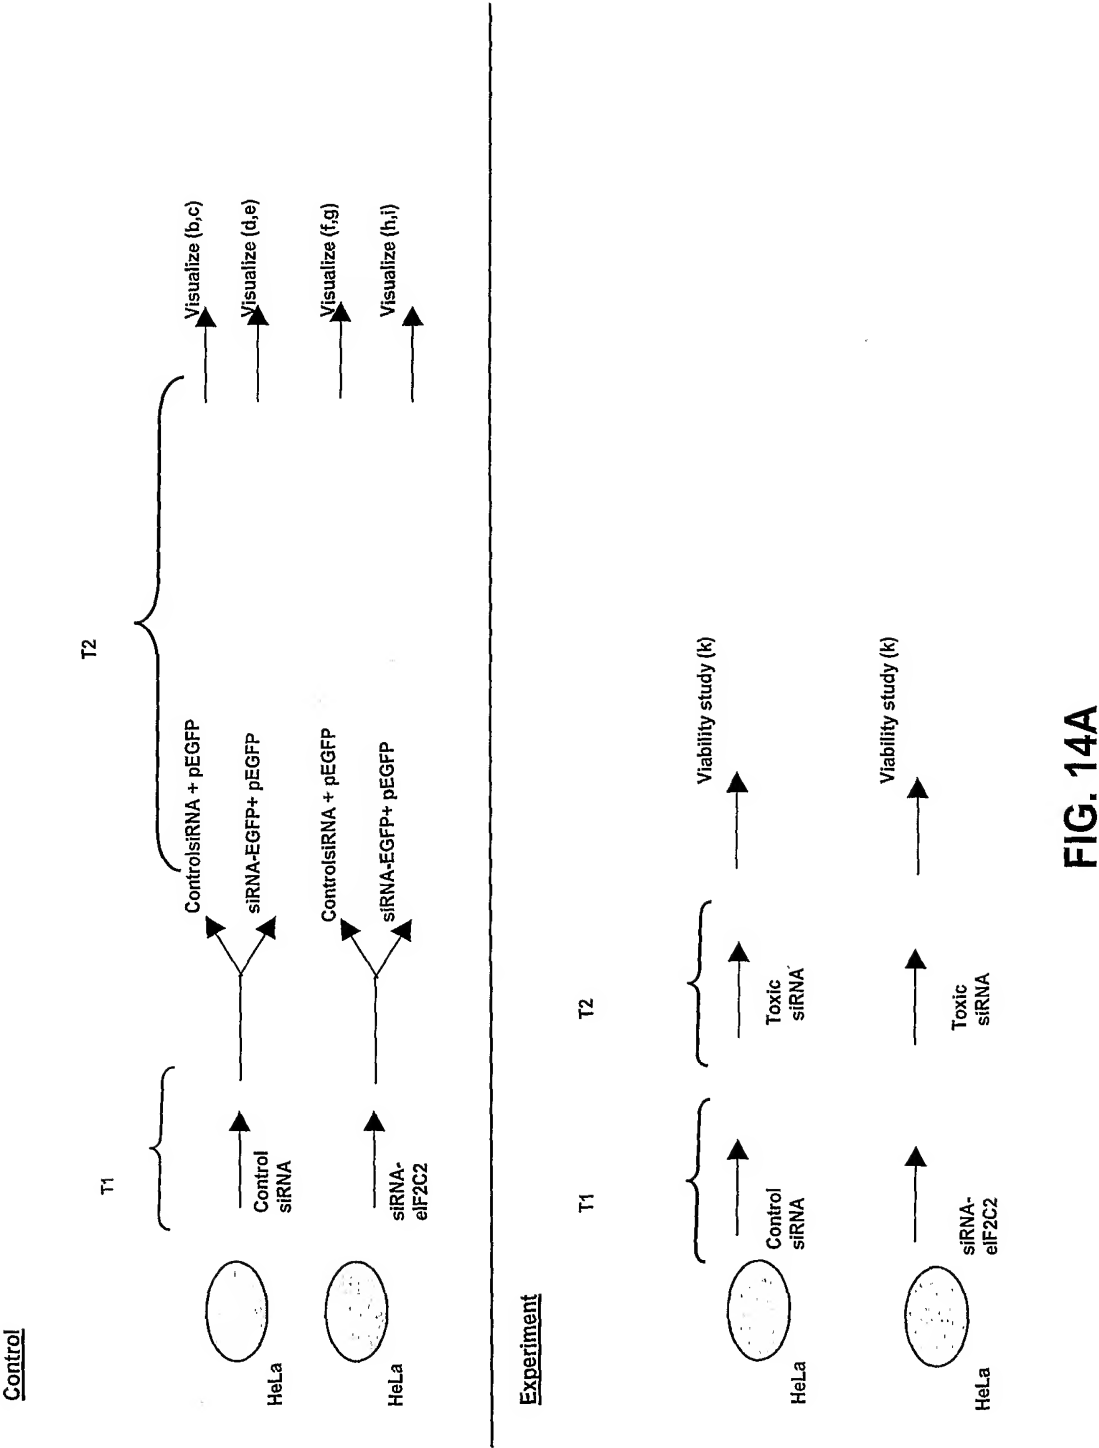 Control
T1
T2
HeLa
Control
siRNA
ControlsiRNA + pEGFP
Visualize (b,c)
siRNA-EGFP+ pEGFP
Visualize (d,e)
HeLa
siRNA-
eIF2C2
ControlsiRNA + pEGFP
Visualize (f,g)
siRNA-EGFP+ pEGFP
Visualize (h,i)
Experiment
T1
T2
HeLa
Control
siRNA
Toxic
siRNA
Viability study (k)
HeLa
siRNA-
eIF2C2
Toxic
siRNA
Viability study (k)
FIG. 14A